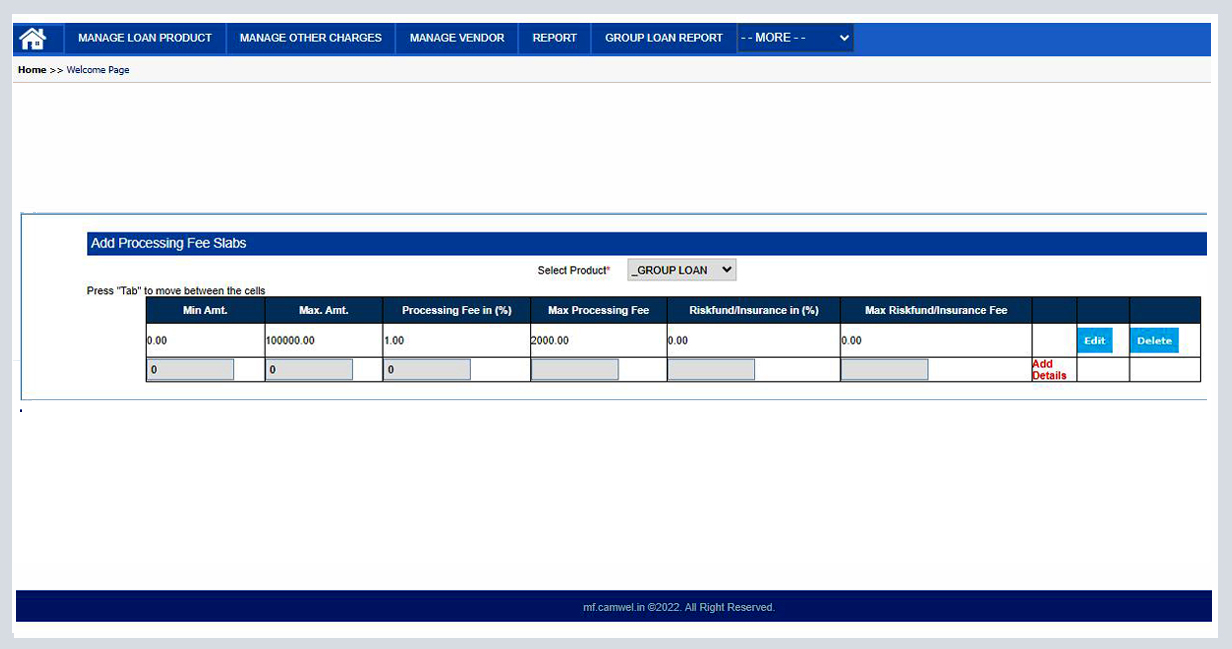 MANAGE LOAN PRODUCT MANAGE OTHER CHARGES MANAGE VENDOR REPORT GROUP LOAN REPORT - - MORE - -
Home >> Welcome Page
Add Processing Fee Slabs
Select Product* _GROUP LOAN
Press "Tab" to move between the cells
Min Amt. Max. Amt. Processing Fee in (%) Max Processing Fee Riskfund/Insurance in (%) Max Riskfund/Insurance Fee
0.00 100000.00 1.00 2000.00 0.00 0.00 Edit Delete
0 0 0 Add
Details
mf.camwel.in ©2022. All Right Reserved.